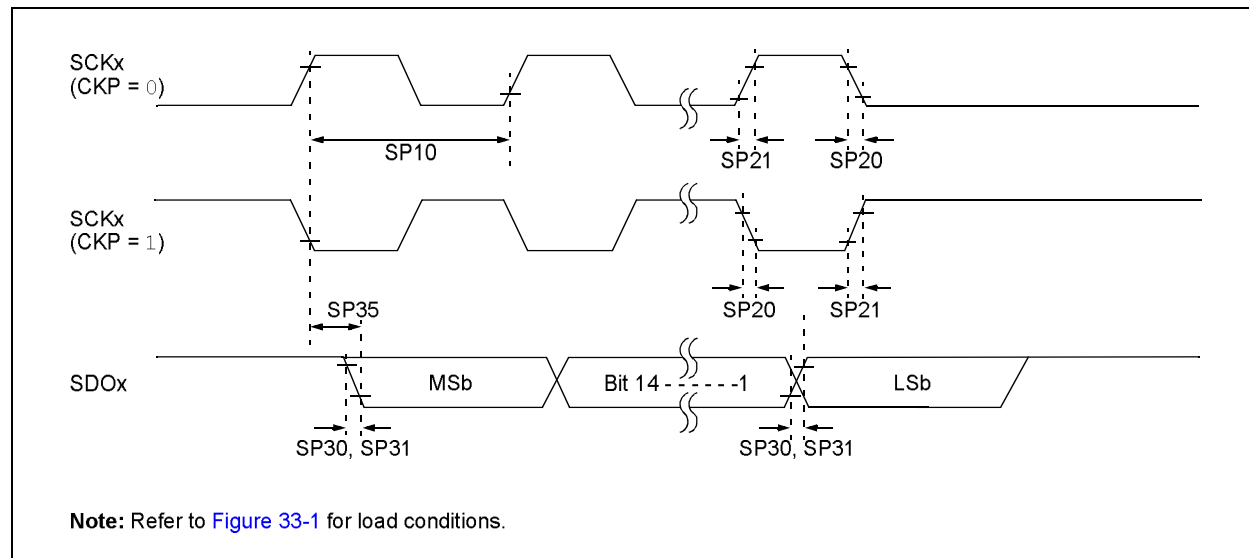 SCKx
(CKP = 0)
SP10
SP21
SP20
SCKx
(CKP = 1)
SP20
SP21
SP35
SDOx
MSb
Bit 14 - - - - - -1
LSb
SP30, SP31
SP30, SP31
Note: Refer to Figure 33-1 for load conditions.